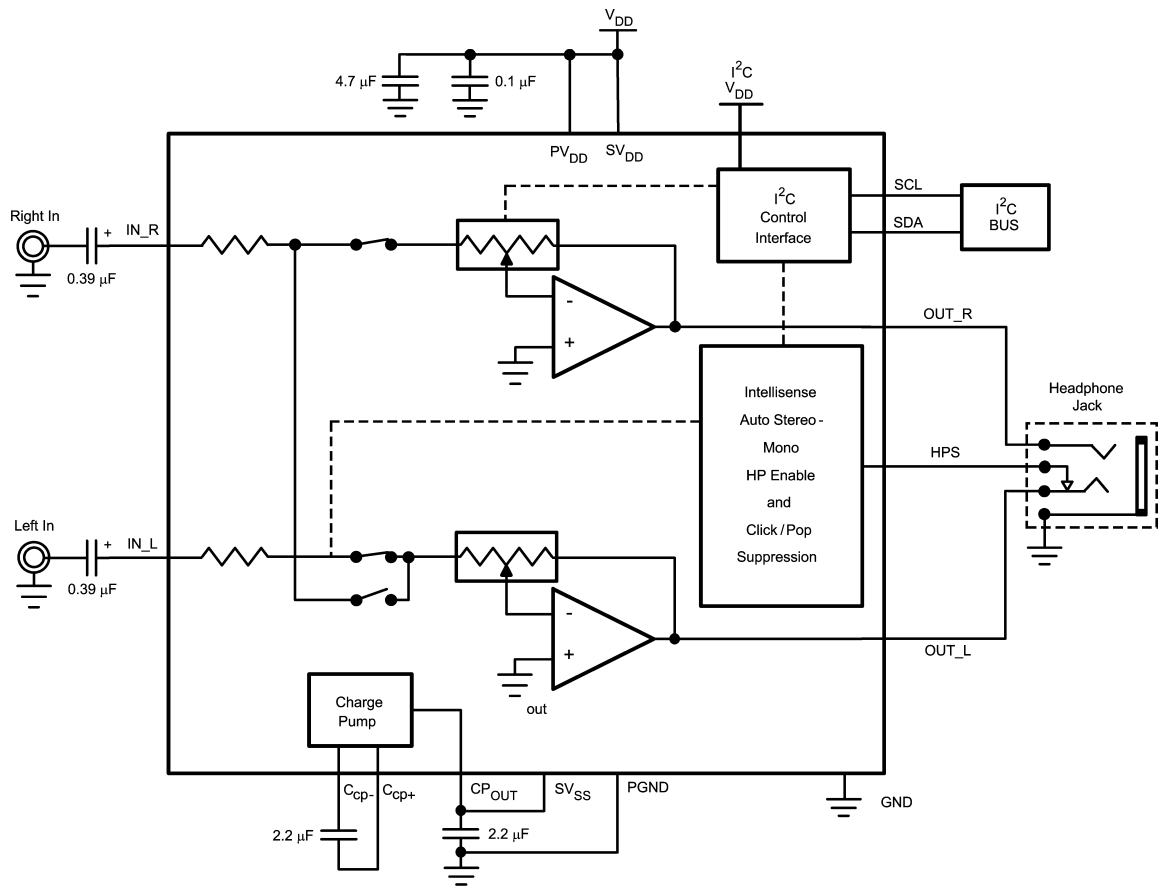 V_DD
4.7 µF
0.1 µF
I²C
V_DD
PV_DD
SV_DD
I²C
Control
Interface
SCL
SDA
I²C
BUS
Right In
+
IN_R
0.39 µF
-
+
OUT_R
Intellisense
Auto Stereo-
Mono
HP Enable
and
Click/Pop
Suppression
HPS
Headphone
Jack
Left In
+
IN_L
0.39 µF
-
+
out
OUT_L
Charge
Pump
C_cp-
C_cp+
CP_OUT
SV_SS
PGND
GND
2.2 µF
2.2 µF